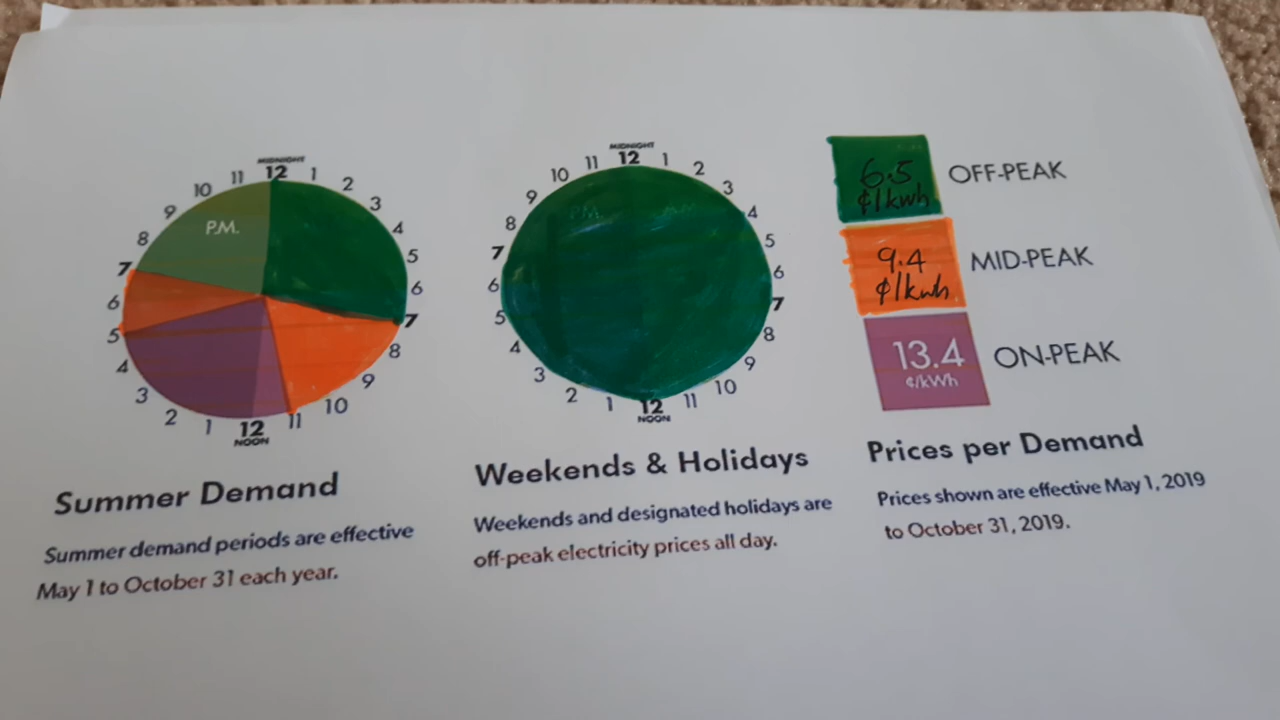 MIDNIGHT
12 1 2 3 4 5 6 7 8 9 10 11
12
NOON
1 2 3 4 5 6 7 8 9 10 11
P.M.
Summer Demand
Summer demand periods are effective
May 1 to October 31 each year.
MIDNIGHT
12 1 2 3 4 5 6 7 8 9 10 11
12
NOON
1 2 3 4 5 6 7 8 9 10 11
P.M.
Weekends & Holidays
Weekends and designated holidays are
off-peak electricity prices all day.
6.5
¢/kwh
OFF-PEAK
9.4
¢/kwh
MID-PEAK
13.4
¢/kWh
ON-PEAK
Prices per Demand
Prices shown are effective May 1, 2019
to October 31, 2019.